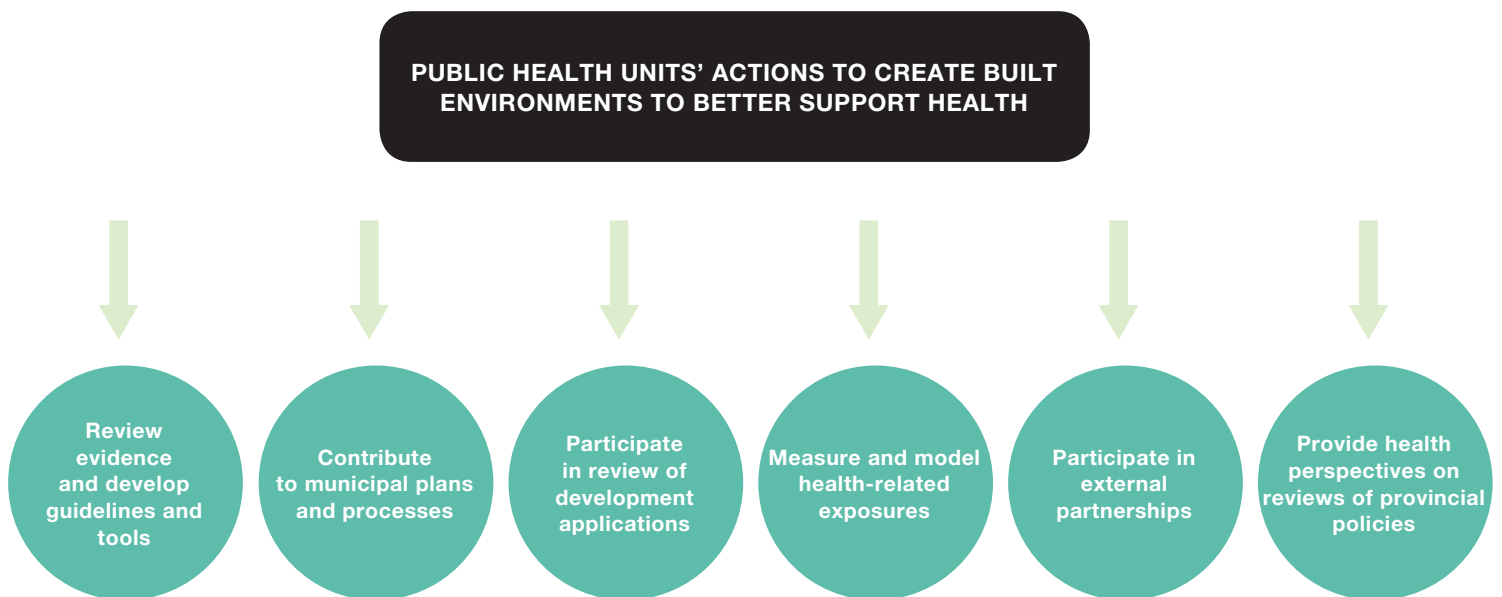 PUBLIC HEALTH UNITS’ ACTIONS TO CREATE BUILT
ENVIRONMENTS TO BETTER SUPPORT HEALTH
Review
evidence
and develop
guidelines and
tools
Contribute
to municipal plans
and processes
Participate
in review of
development
applications
Measure and model
health-related
exposures
Participate in
external
partnerships
Provide health
perspectives on
reviews of provincial
policies